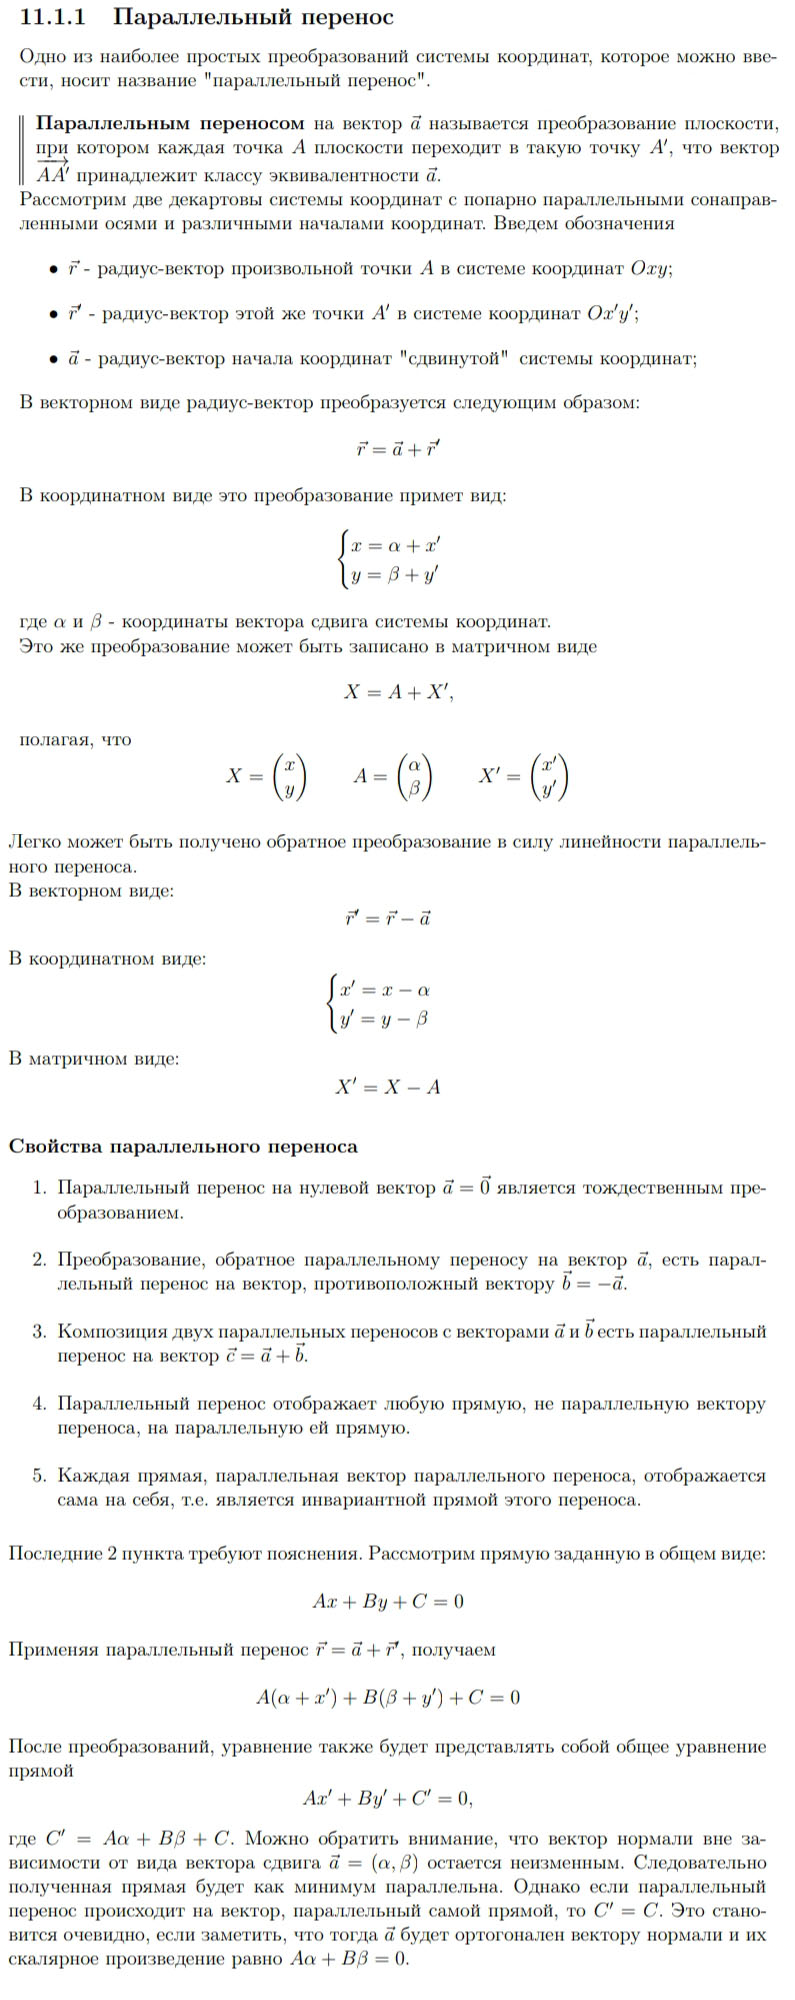 11.1.1 Параллельный перенос
Одно из наиболее простых преобразований системы координат, которое можно вве-
сти, носит название "параллельный перенос".
Параллельным переносом на вектор $\vec{a}$ называется преобразование плоскости,
при котором каждая точка $A$ плоскости переходит в такую точку $A'$, что вектор
$\overrightarrow{AA'}$ принадлежит классу эквивалентности $\vec{a}$.
Рассмотрим две декартовы системы координат с попарно параллельными сонаправ-
ленными осями и различными началами координат. Введем обозначения
• $\vec{r}$ - радиус-вектор произвольной точки $A$ в системе координат $Oxy$;
• $\vec{r}'$ - радиус-вектор этой же точки $A'$ в системе координат $Ox'y'$;
• $\vec{a}$ - радиус-вектор начала координат "сдвинутой" системы координат;
В векторном виде радиус-вектор преобразуется следующим образом:
$\vec{r} = \vec{a} + \vec{r}'$
В координатном виде это преобразование примет вид:
$\begin{cases} x = \alpha + x' \\ y = \beta + y' \end{cases}$
где $\alpha$ и $\beta$ - координаты вектора сдвига системы координат.
Это же преобразование может быть записано в матричном виде
$X = A + X',$
полагая, что
$X = \begin{pmatrix} x \\ y \end{pmatrix} \quad A = \begin{pmatrix} \alpha \\ \beta \end{pmatrix} \quad X' = \begin{pmatrix} x' \\ y' \end{pmatrix}$
Легко может быть получено обратное преобразование в силу линейности параллель-
ного переноса.
В векторном виде:
$\vec{r}' = \vec{r} - \vec{a}$
В координатном виде:
$\begin{cases} x' = x - \alpha \\ y' = y - \beta \end{cases}$
В матричном виде:
$X' = X - A$
Свойства параллельного переноса
1. Параллельный перенос на нулевой вектор $\vec{a} = \vec{0}$ является тождественным пре-
образованием.
2. Преобразование, обратное параллельному переносу на вектор $\vec{a}$, есть парал-
лельный перенос на вектор, противоположный вектору $\vec{b} = -\vec{a}$.
3. Композиция двух параллельных переносов с векторами $\vec{a}$ и $\vec{b}$ есть параллельный
перенос на вектор $\vec{c} = \vec{a} + \vec{b}$.
4. Параллельный перенос отображает любую прямую, не параллельную вектору
переноса, на параллельную ей прямую.
5. Каждая прямая, параллельная вектор параллельного переноса, отображается
сама на себя, т.е. является инвариантной прямой этого переноса.
Последние 2 пункта требуют пояснения. Рассмотрим прямую заданную в общем виде:
$Ax + By + C = 0$
Применяя параллельный перенос $\vec{r} = \vec{a} + \vec{r}'$, получаем
$A(\alpha + x') + B(\beta + y') + C = 0$
После преобразований, уравнение также будет представлять собой общее уравнение
прямой
$Ax' + By' + C' = 0,$
где $C' = A\alpha + B\beta + C$. Можно обратить внимание, что вектор нормали вне за-
висимости от вида вектора сдвига $\vec{a} = (\alpha, \beta)$ остается неизменным. Следовательно
полученная прямая будет как минимум параллельна. Однако если параллельный
перенос происходит на вектор, параллельный самой прямой, то $C' = C$. Это стано-
вится очевидно, если заметить, что тогда $\vec{a}$ будет ортогонален вектору нормали и их
скалярное произведение равно $A\alpha + B\beta = 0$.